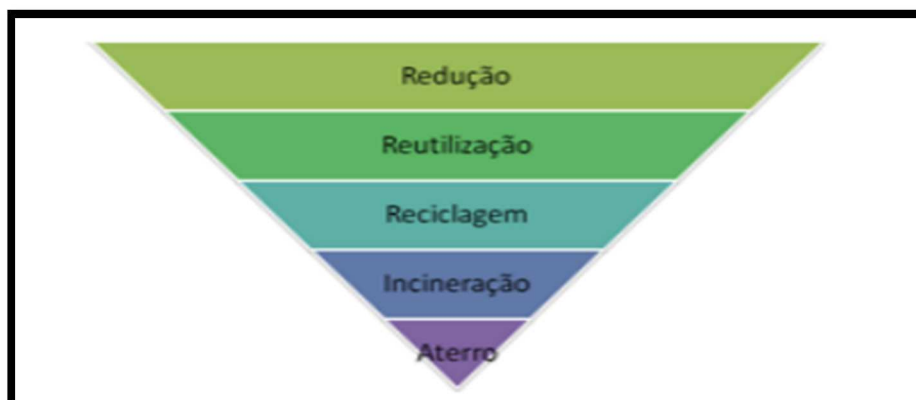 Redução
Reutilização
Reciclagem
Incineração
Aterro